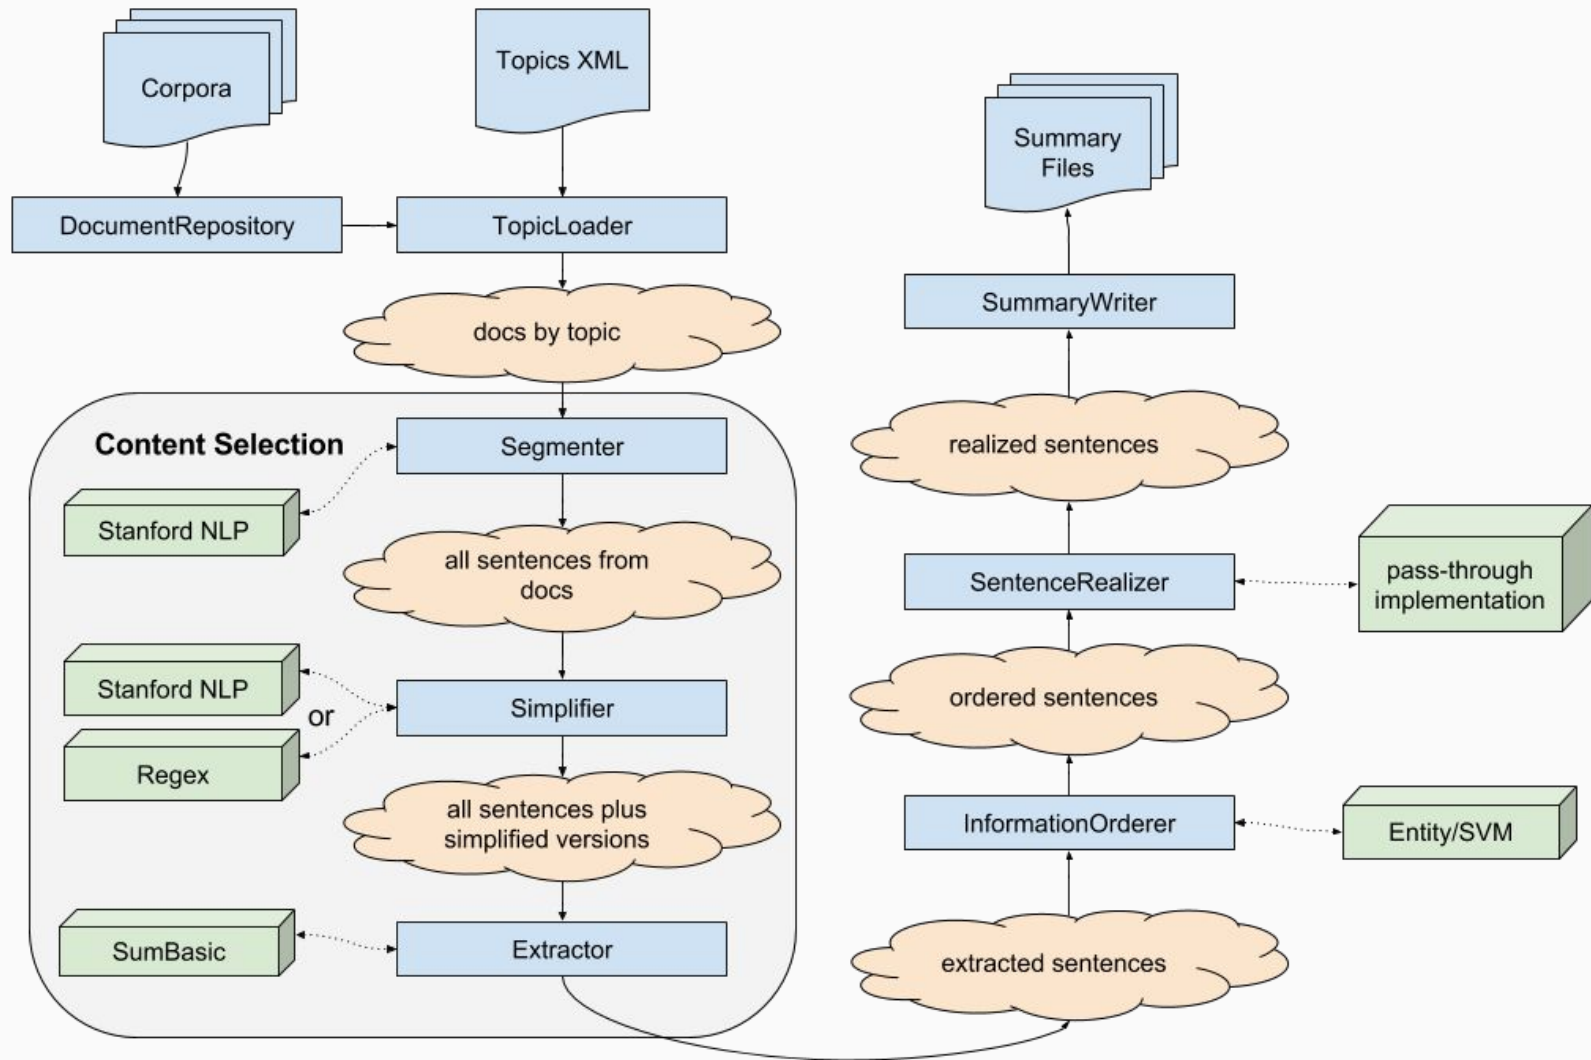 Corpora
Topics XML
DocumentRepository
TopicLoader
docs by topic
Content Selection
Segmenter
Stanford NLP
all sentences from
docs
Stanford NLP
or
Regex
Simplifier
all sentences plus
simplified versions
SumBasic
Extractor
Summary
Files
SummaryWriter
realized sentences
SentenceRealizer
pass-through
implementation
ordered sentences
InformationOrderer
Entity/SVM
extracted sentences